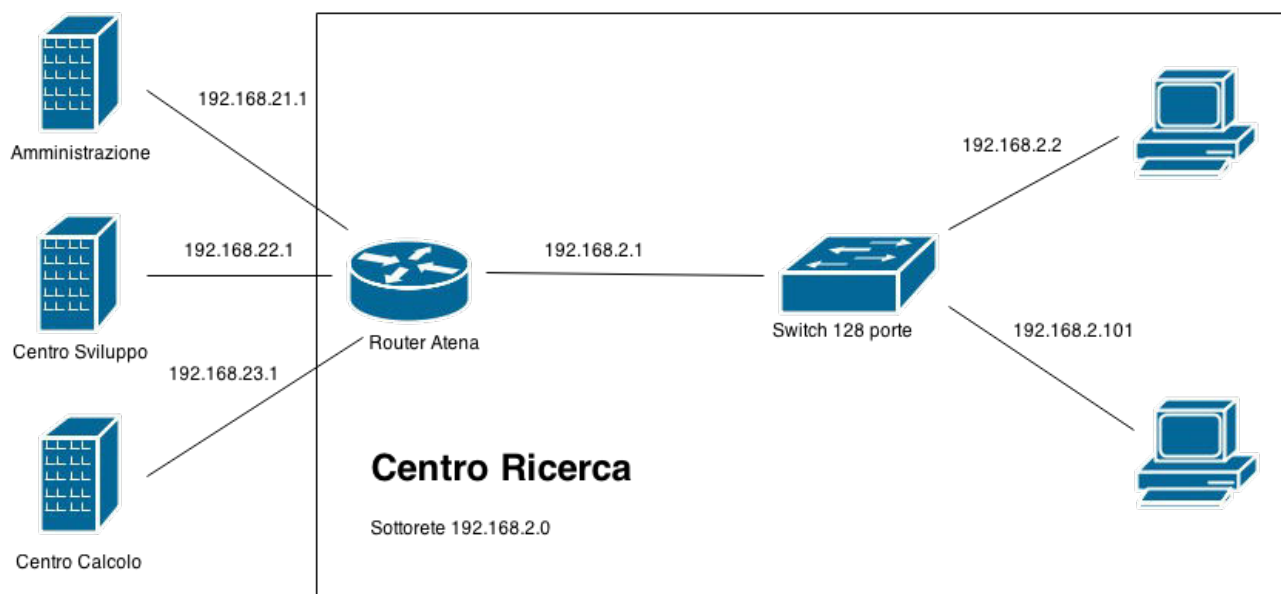 192.168.21.1
Amministrazione
192.168.2.2
192.168.22.1
192.168.2.1
Centro Sviluppo
Router Atena
Switch 128 porte
192.168.2.101
192.168.23.1
Centro Ricerca
Sottorete 192.168.2.0
Centro Calcolo